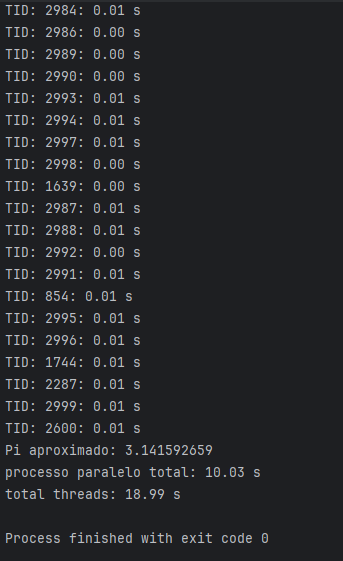 TID: 2984: 0.01 s
TID: 2986: 0.00 s
TID: 2989: 0.00 s
TID: 2990: 0.00 s
TID: 2993: 0.01 s
TID: 2994: 0.01 s
TID: 2997: 0.01 s
TID: 2998: 0.00 s
TID: 1639: 0.00 s
TID: 2987: 0.01 s
TID: 2988: 0.01 s
TID: 2992: 0.00 s
TID: 2991: 0.01 s
TID: 854: 0.01 s
TID: 2995: 0.01 s
TID: 2996: 0.01 s
TID: 1744: 0.01 s
TID: 2287: 0.01 s
TID: 2999: 0.01 s
TID: 2600: 0.01 s
Pi aproximado: 3.141592659
processo paralelo total: 10.03 s
total threads: 18.99 s
Process finished with exit code 0